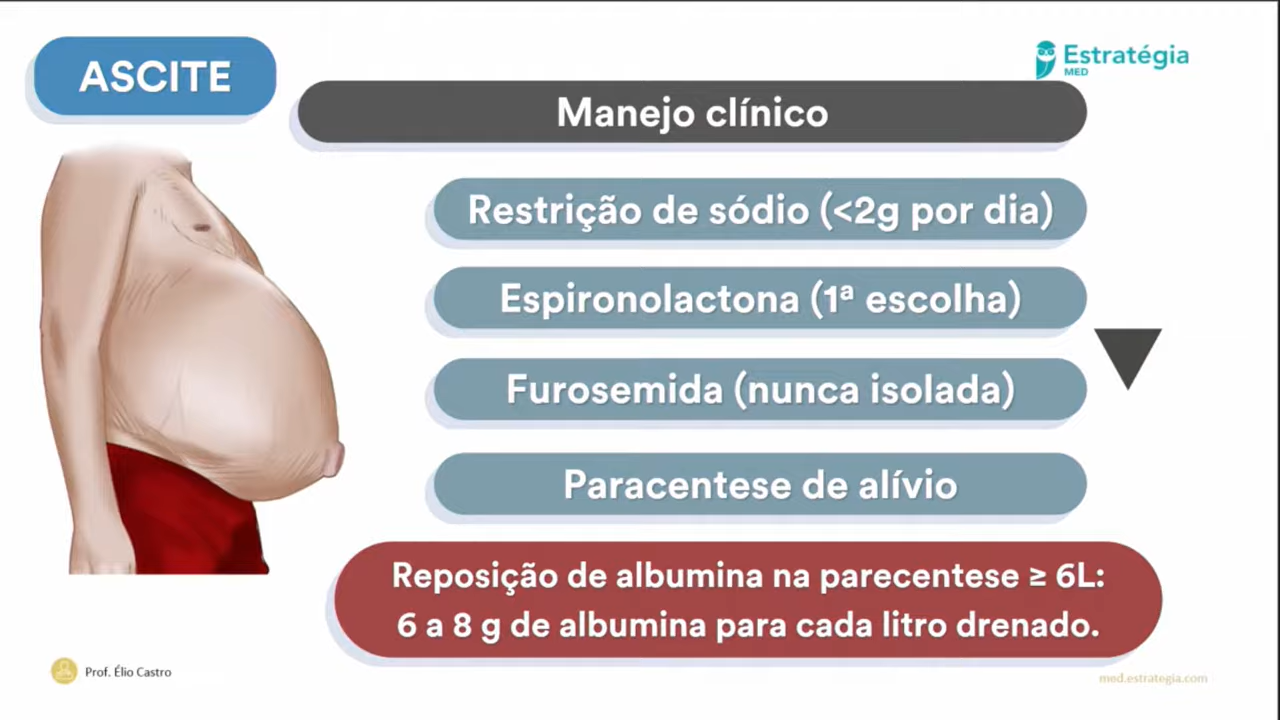 ASCITE
Estratégia
MED
Manejo clínico
Restrição de sódio (<2g por dia)
Espironolactona (1ª escolha)
Furosemida (nunca isolada)
Paracentese de alívio
Reposição de albumina na parecentese ≥ 6L:
6 a 8 g de albumina para cada litro drenado.
Prof. Élio Castro
med.estrategia.com